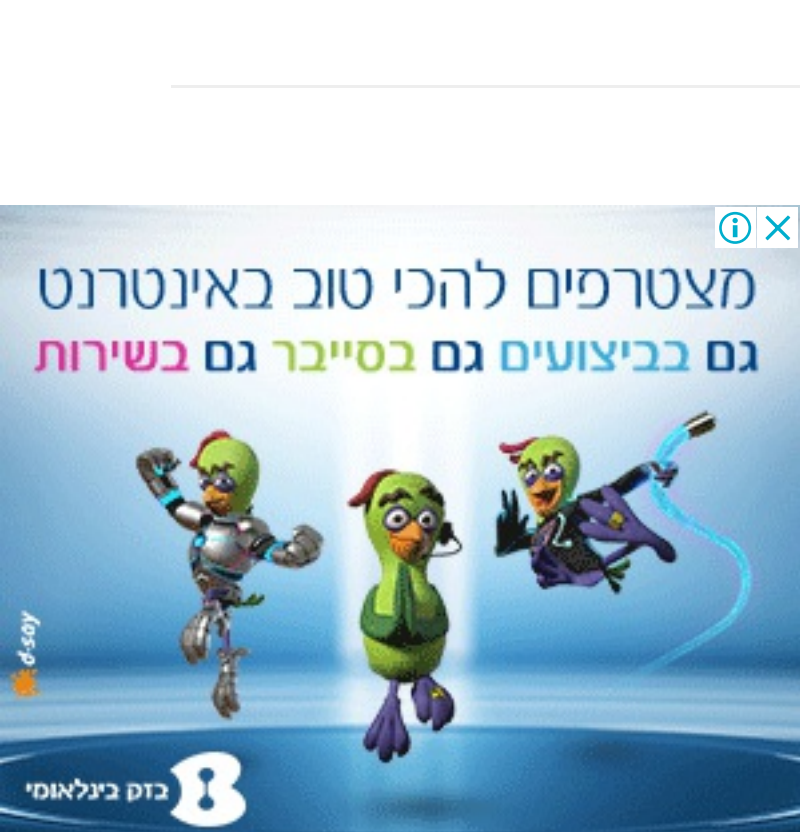 מצטרפים להכי טוב באינטרנט
גם בביצועים גם בסייבר גם בשירות
d-say
בזק בינלאומי